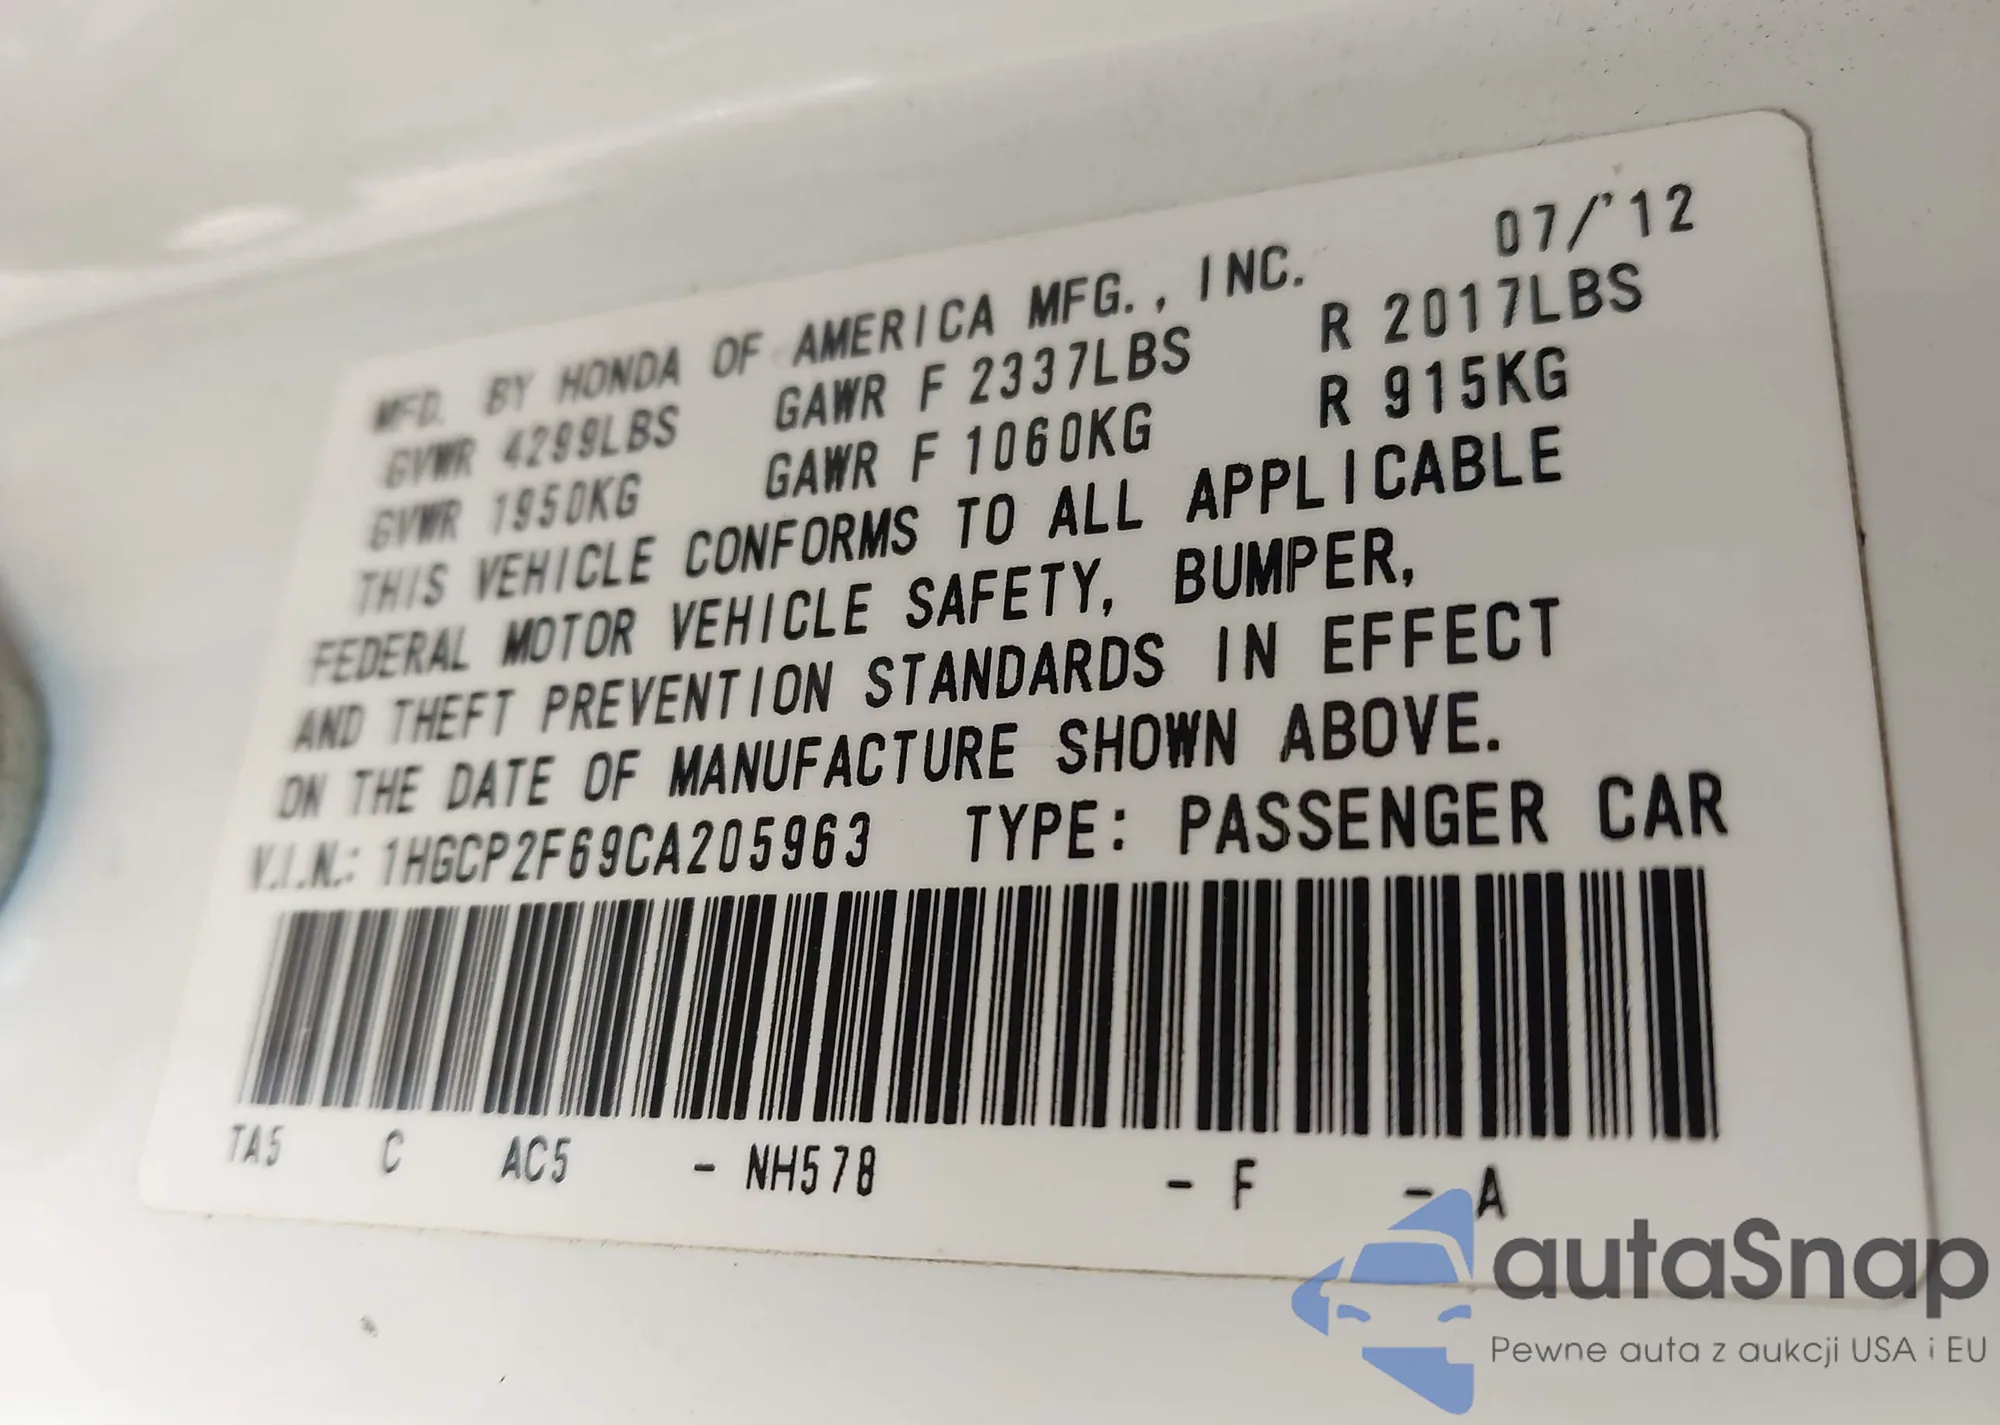 07/'12
MFD. BY HONDA OF AMERICA MFG., INC.
GVWR 4299LBS GAWR F 2337LBS R 2017LBS
GVWR 1950KG GAWR F 1060KG R 915KG
THIS VEHICLE CONFORMS TO ALL APPLICABLE
FEDERAL MOTOR VEHICLE SAFETY, BUMPER,
AND THEFT PREVENTION STANDARDS IN EFFECT
ON THE DATE OF MANUFACTURE SHOWN ABOVE.
V.I.N.: 1HGCP2F69CA205963 TYPE: PASSENGER CAR
TA5 C AC5 - NH578 - F - A
autaSnap
Pewne auta z aukcji USA i EU